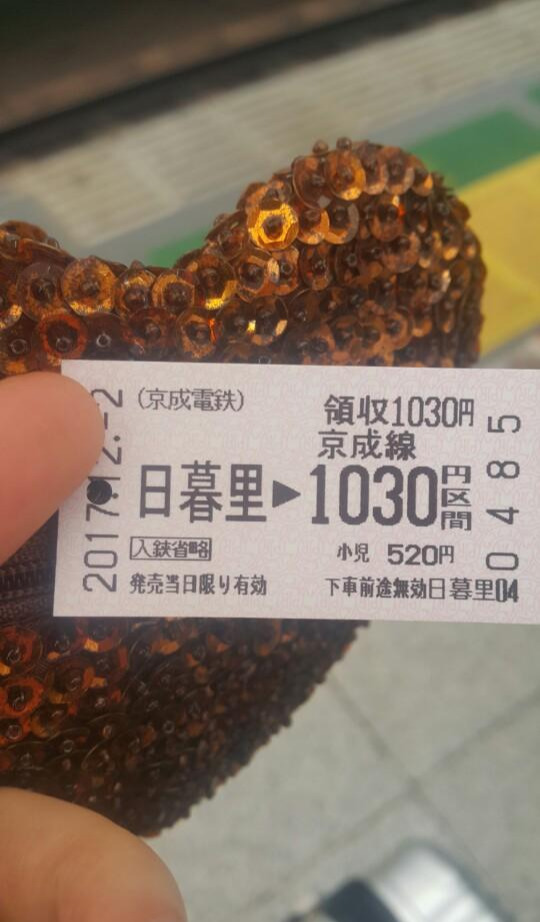 (京成電鉄)
領収1030円
京成線
日暮里▶1030円区間
入鋏省略
小児 520円
発売当日限り有効
下車前途無効日暮里04
2017.12.-2
0485